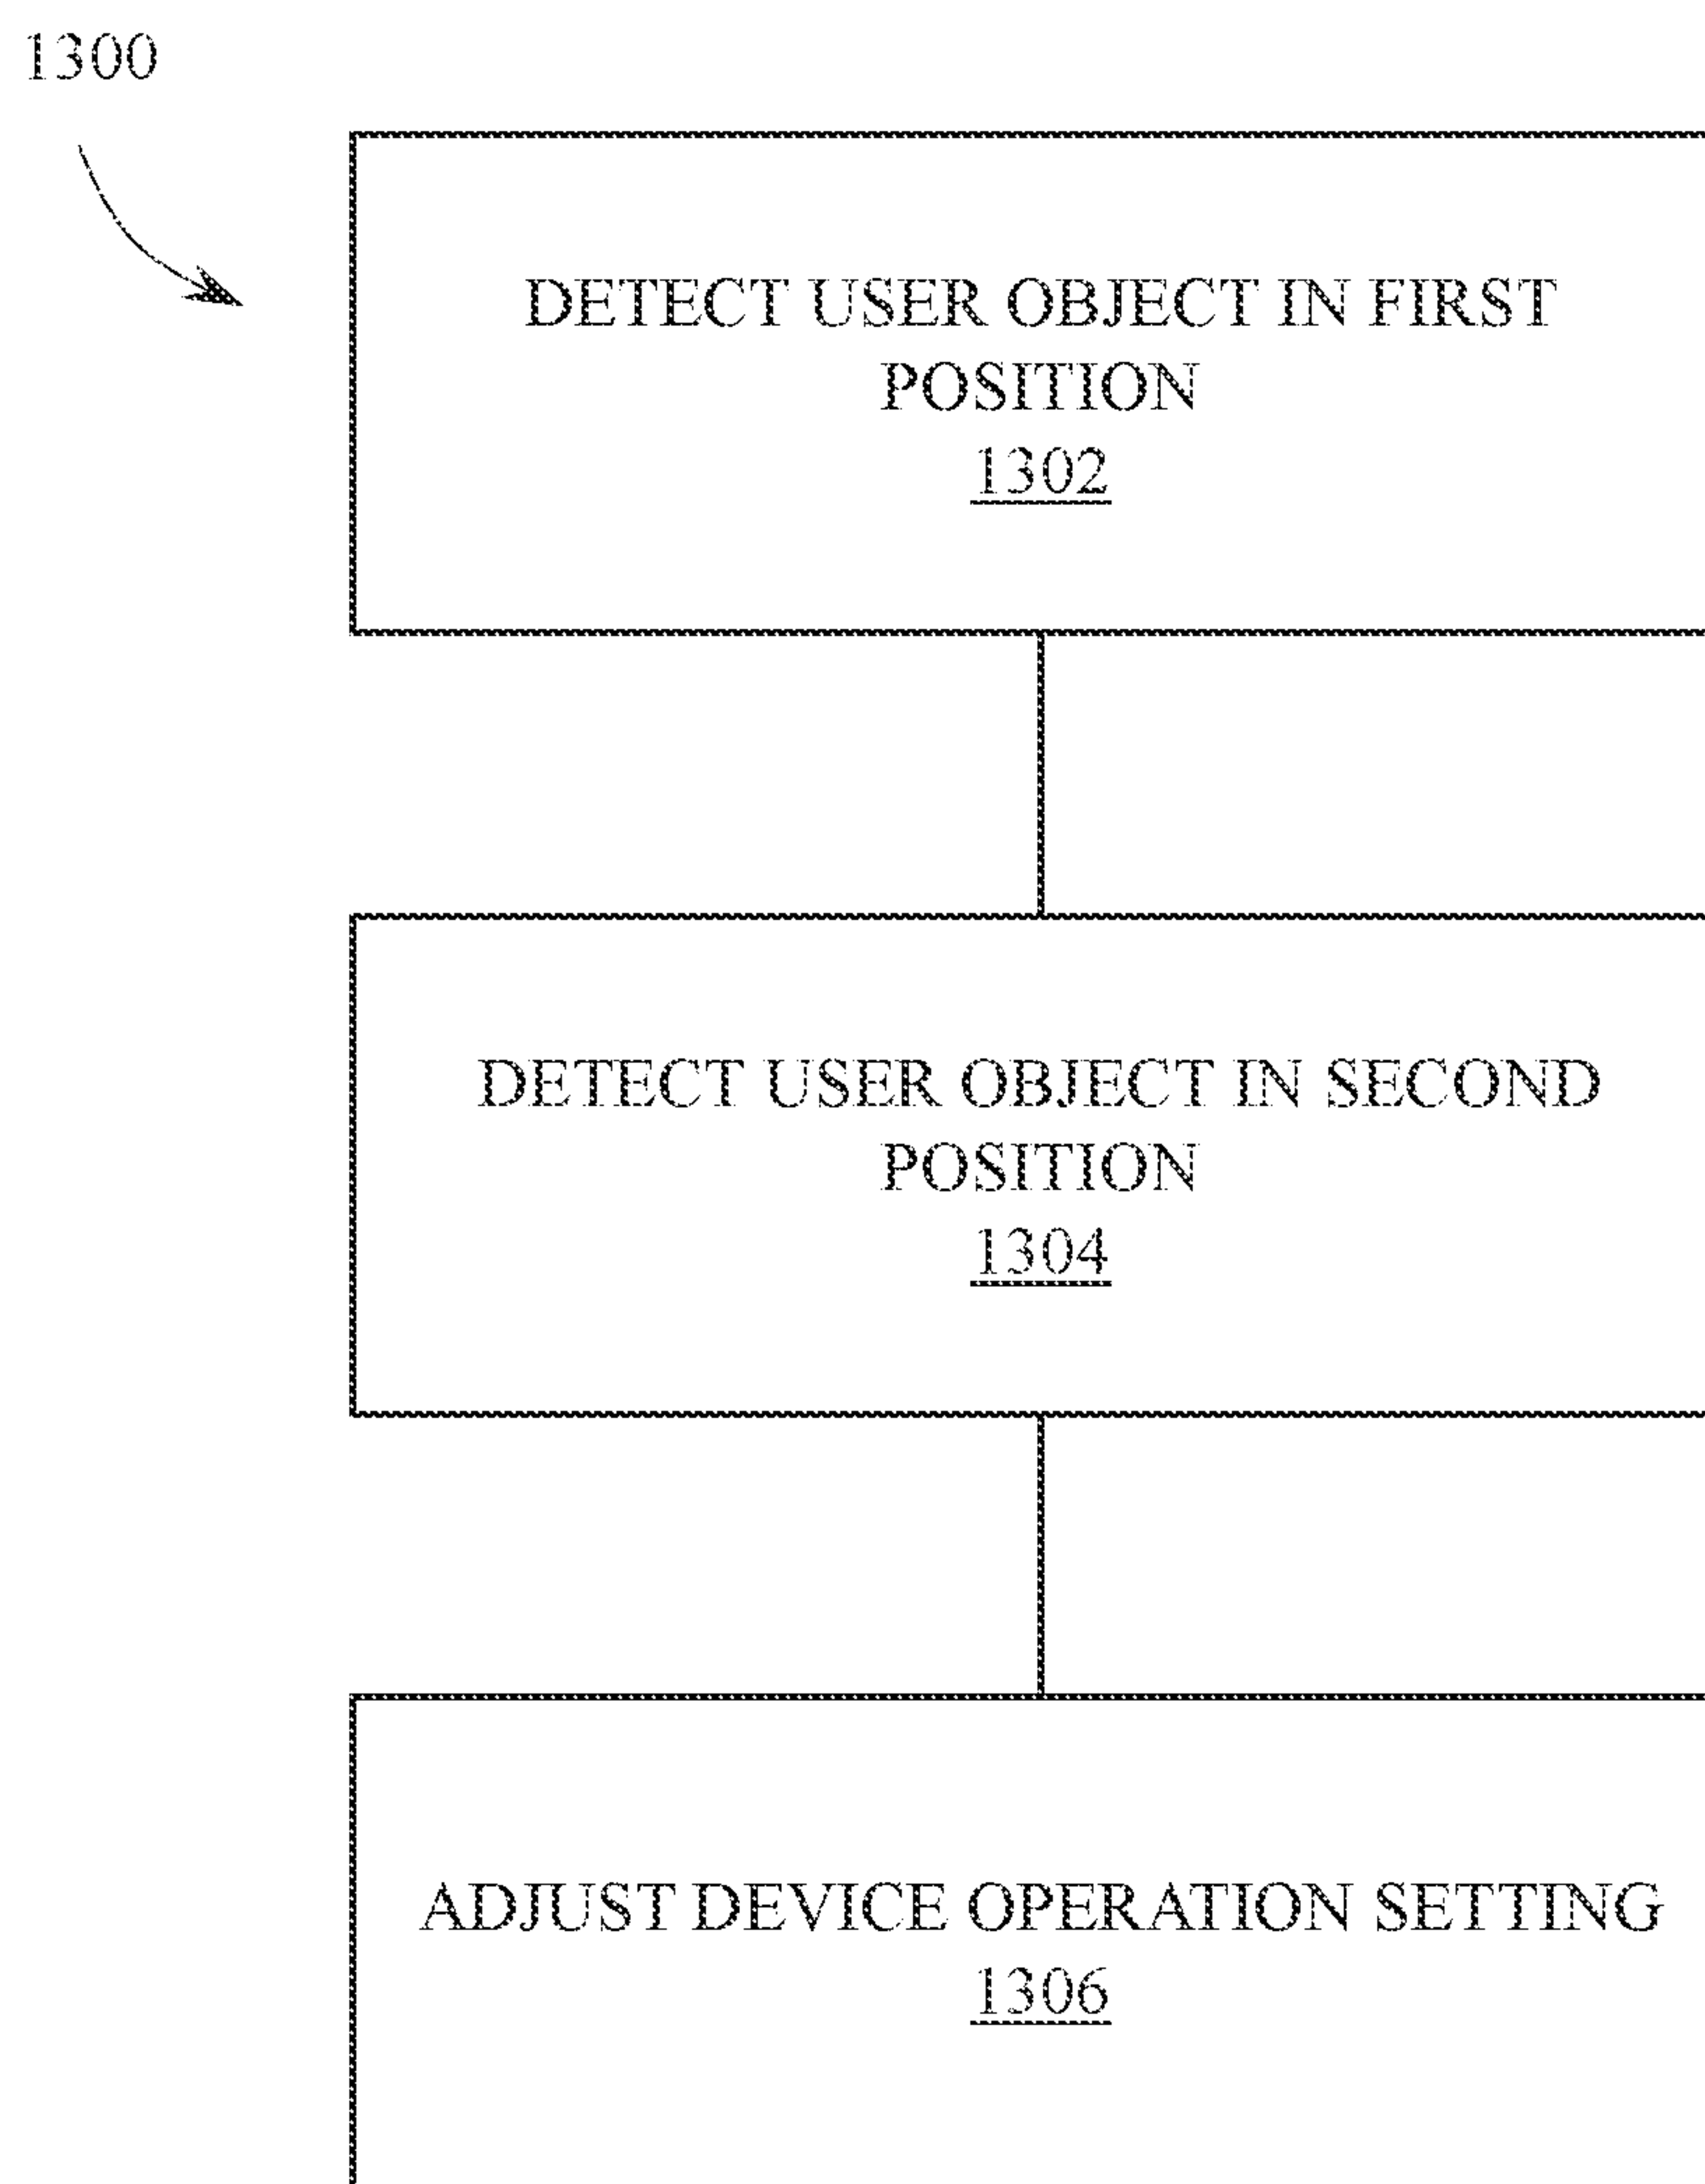 1300
DETECT USER OBJECT IN FIRST
POSITION
1302
DETECT USER OBJECT IN SECOND
POSITION
1304
ADJUST DEVICE OPERATION SETTING
1306